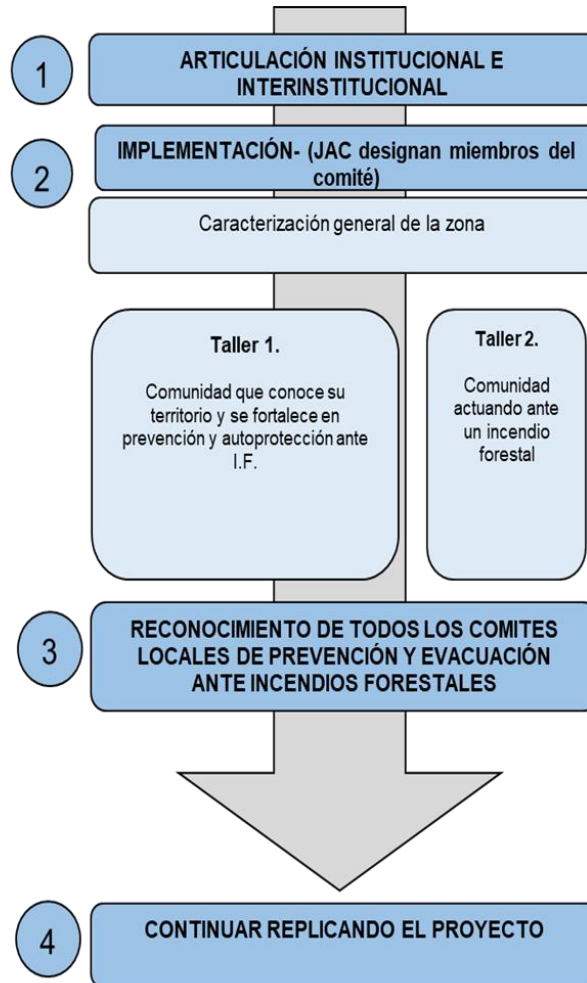 1
ARTICULACIÓN INSTITUCIONAL E
INTERINSTITUCIONAL
2
IMPLEMENTACIÓN- (JAC designan miembros del
comité)
Caracterización general de la zona
Taller 1.
Comunidad que conoce su
territorio y se fortalece en
prevención y autoprotección ante
I.F.
Taller 2.
Comunidad
actuando ante
un incendio
forestal
3
RECONOCIMIENTO DE TODOS LOS COMITES
LOCALES DE PREVENCIÓN Y EVACUACIÓN
ANTE INCENDIOS FORESTALES
4
CONTINUAR REPLICANDO EL PROYECTO